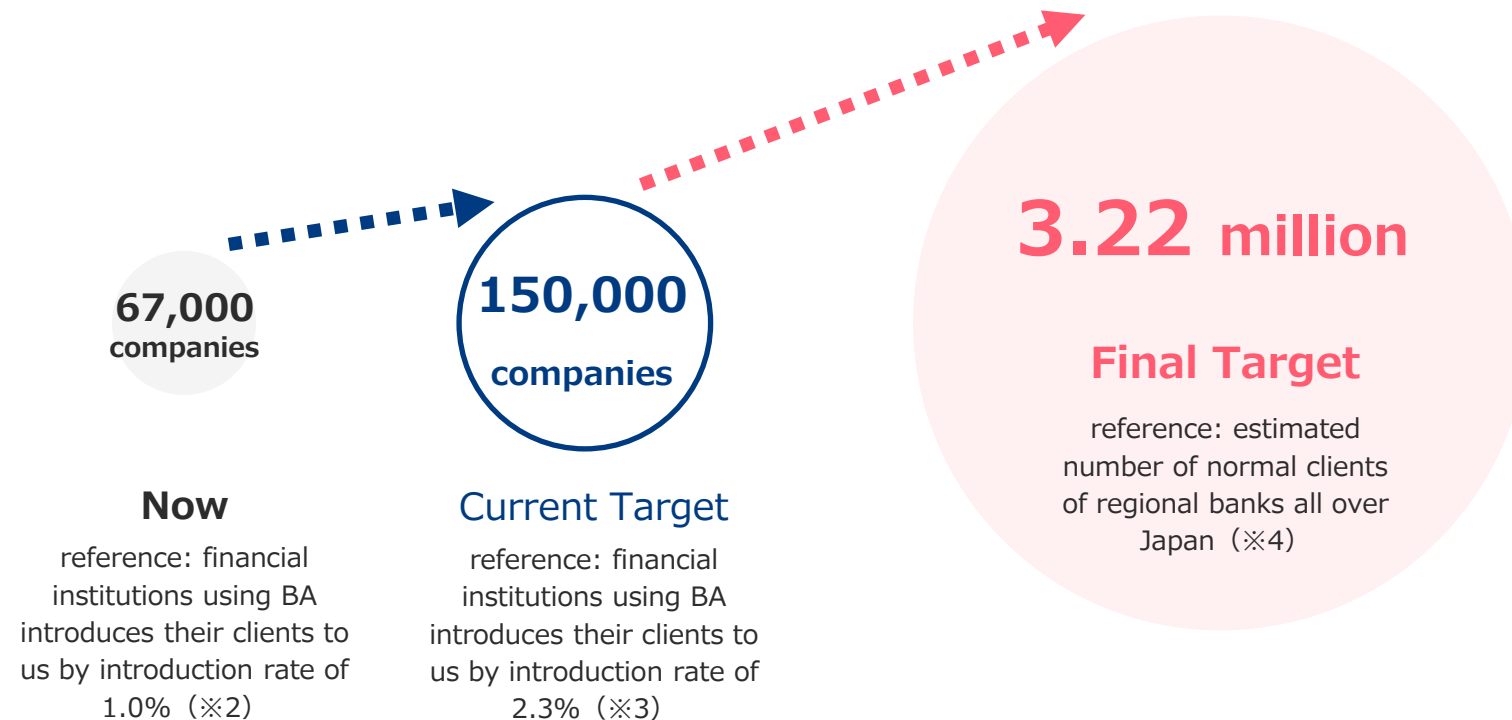 67,000
companies
Now
reference: financial
institutions using BA
introduces their clients to
us by introduction rate of
1.0%（※2）
150,000
companies
Current Target
reference: financial
institutions using BA
introduces their clients to
us by introduction rate of
2.3%（※3）
3.22 million
Final Target
reference: estimated
number of normal clients
of regional banks all over
Japan（※4）